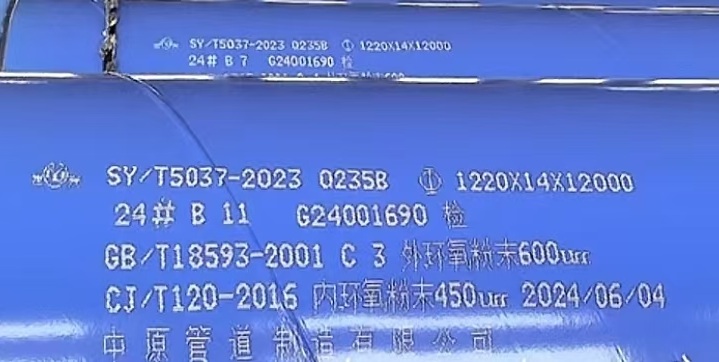 SY/T5037-2023 Q235B Ⓘ 1220X14X12000
24# B 7 G24001690 检
SY/T5037-2023 Q235B Ⓘ 1220X14X12000
24# B 11 G24001690 检
GB/T18593-2001 C 3 外环氧粉末600um
CJ/T120-2016 内环氧粉末450um 2024/06/04
中原管道制造有限公司